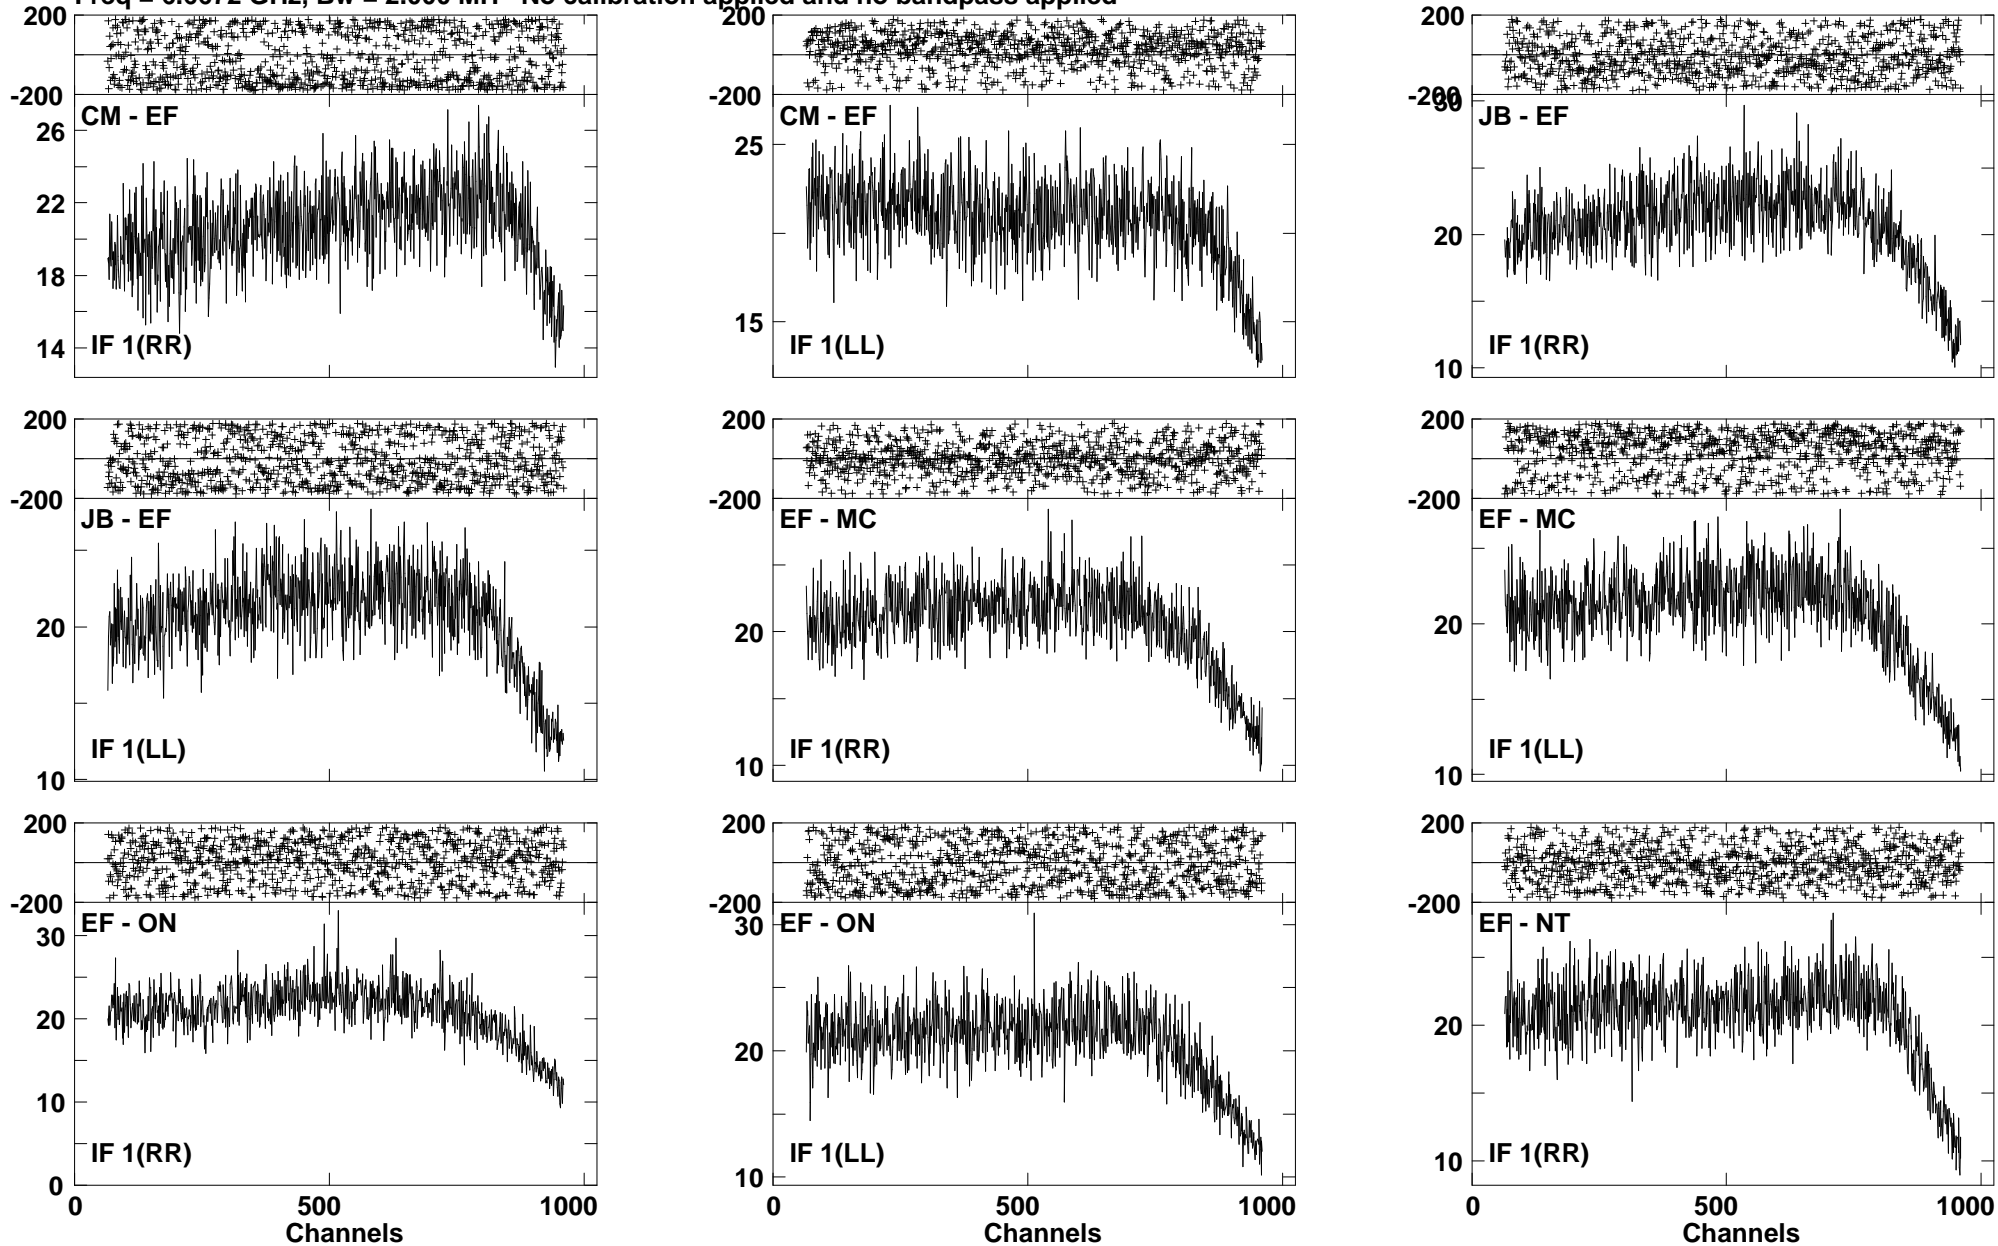 No calibration applied and no bandpass applied
200
-200
CM - EF
26
22
18
14
IF 1(RR)
200
-200
CM - EF
25
15
IF 1(LL)
200
-200
30
JB - EF
20
10
IF 1(RR)
200
-200
JB - EF
20
10
IF 1(LL)
200
-200
EF - MC
20
10
IF 1(RR)
200
-200
EF - MC
20
10
IF 1(LL)
200
-200
EF - ON
30
20
10
0
IF 1(RR)
0 500 1000
Channels
200
-200
EF - ON
30
20
10
IF 1(LL)
0 500 1000
Channels
200
-200
EF - NT
20
10
IF 1(RR)
0 500 1000
Channels